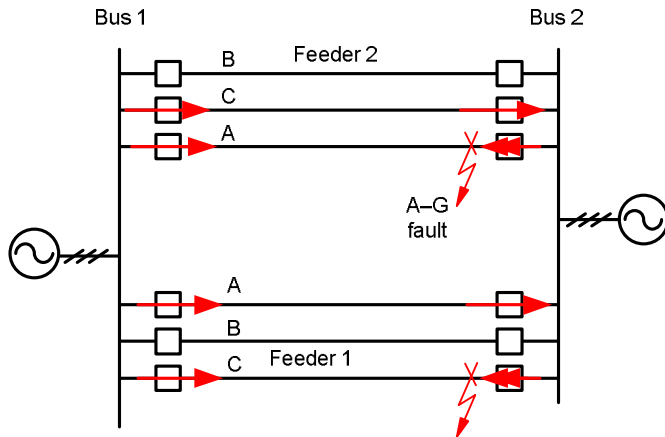 Bus 1
Bus 2
B
Feeder 2
C
A
A–G
fault
A
B
C
Feeder 1